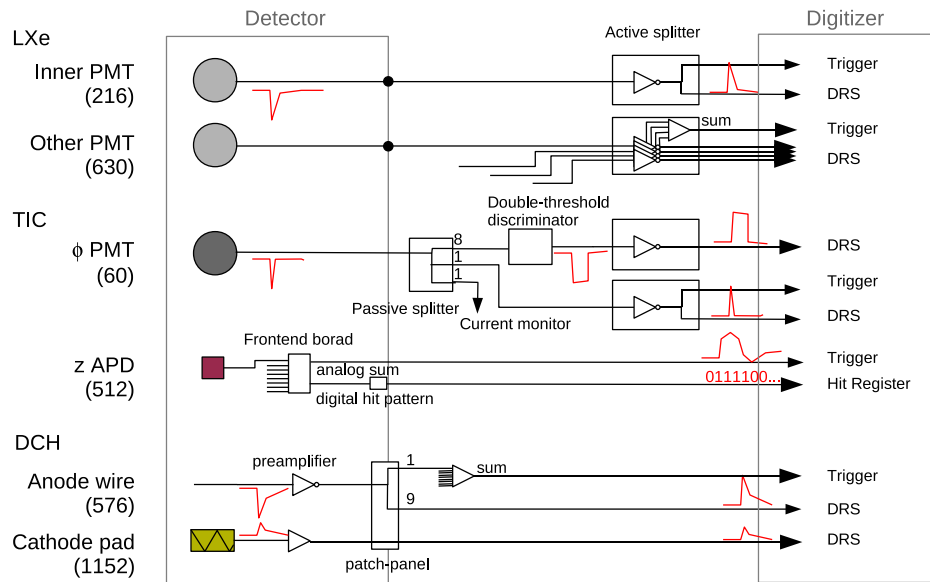 Detector
Digitizer
LXe
Active splitter
Inner PMT
(216)
Trigger
DRS
Other PMT
(630)
sum
Trigger
DRS
TIC
Double-threshold
discriminator
ϕ PMT
(60)
8
1
1
DRS
Trigger
DRS
Passive splitter
Current monitor
Frontend borad
z APD
(512)
analog sum
digital hit pattern
0111100...
Trigger
Hit Register
DCH
preamplifier
Anode wire
(576)
1
sum
9
Trigger
DRS
Cathode pad
(1152)
DRS
patch-panel